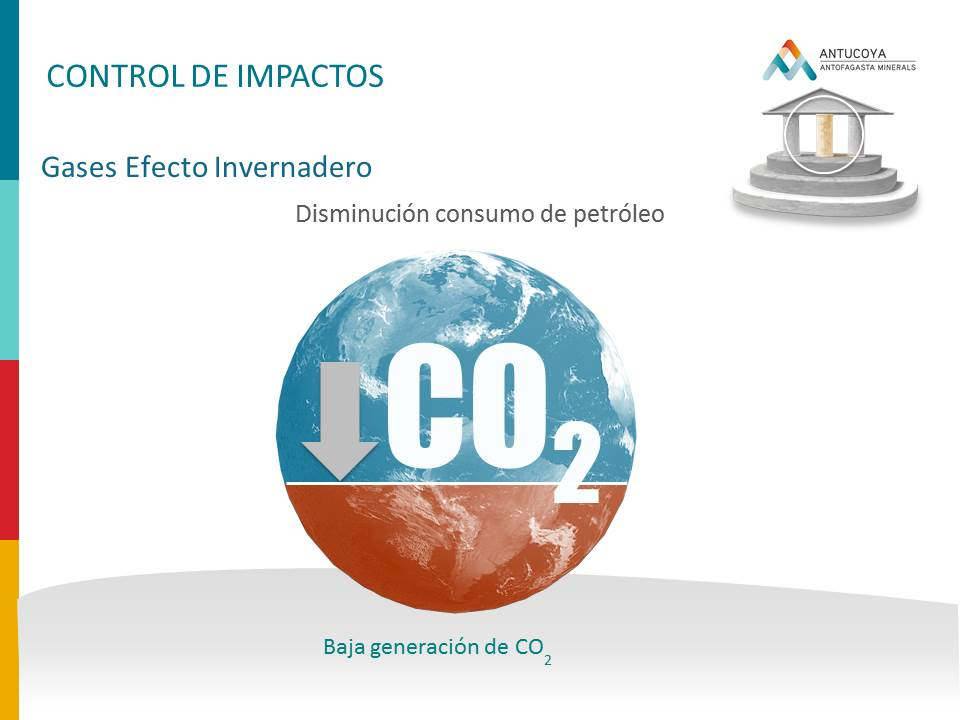 CONTROL DE IMPACTOS
ANTUCOYA
ANTOFAGASTA MINERALS
Gases Efecto Invernadero
Disminución consumo de petróleo
CO2
Baja generación de CO2